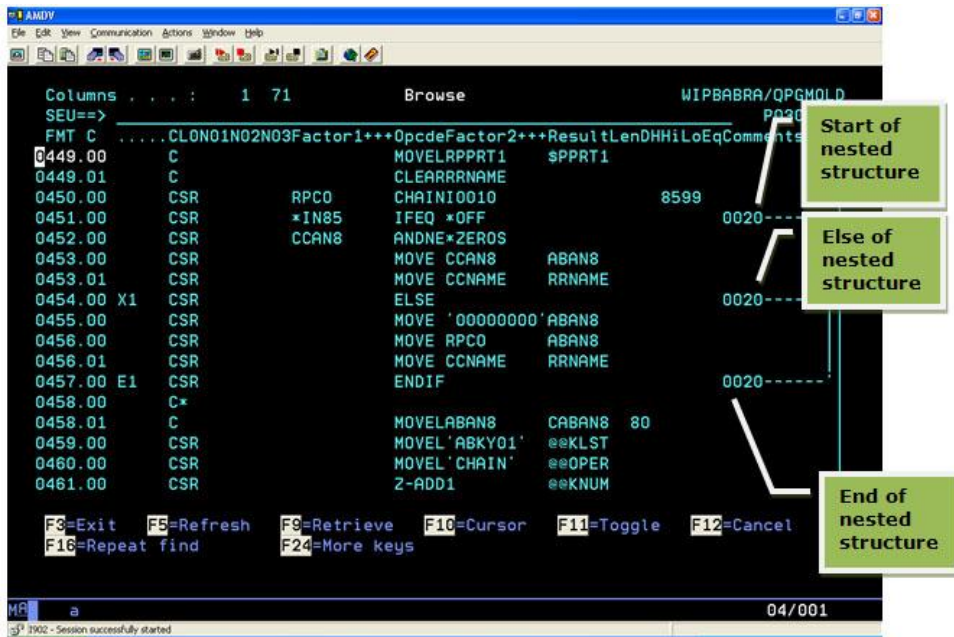 AMDV
File Edit View Communication Actions Window Help
Columns . . . : 1 71 Browse WIPBABRA/QPGMOLD
SEU==>
FMT C .....CL0N01N02N03Factor1+++OpcdeFactor2+++ResultLenDHHiLoEqComments
0449.00 C MOVELRPPRT1 $PPRT1
0449.01 C CLEARRRNAME
0450.00 CSR RPCO CHAINI0010 8599
0451.00 CSR *IN85 IFEQ *OFF 0020----
0452.00 CSR CCAN8 ANDNE*ZEROS
0453.00 CSR MOVE CCAN8 ABAN8
0453.01 CSR MOVE CCNAME RRNAME
0454.00 X1 CSR ELSE 0020----
0455.00 CSR MOVE '00000000'ABAN8
0456.00 CSR MOVE RPCO ABAN8
0456.01 CSR MOVE CCNAME RRNAME
0457.00 E1 CSR ENDIF 0020------'
0458.00 C*
0458.01 C MOVELABAN8 CABAN8 80
0459.00 CSR MOVEL'ABKY01' @@KLST
0460.00 CSR MOVEL'CHAIN' @@OPER
0461.00 CSR Z-ADD1 @@KNUM
F3=Exit F5=Refresh F9=Retrieve F10=Cursor F11=Toggle F12=Cancel
F16=Repeat find F24=More keys
MA a 04/001
I902 - Session successfully started
Start of
nested
structure
Else of
nested
structure
End of
nested
structure